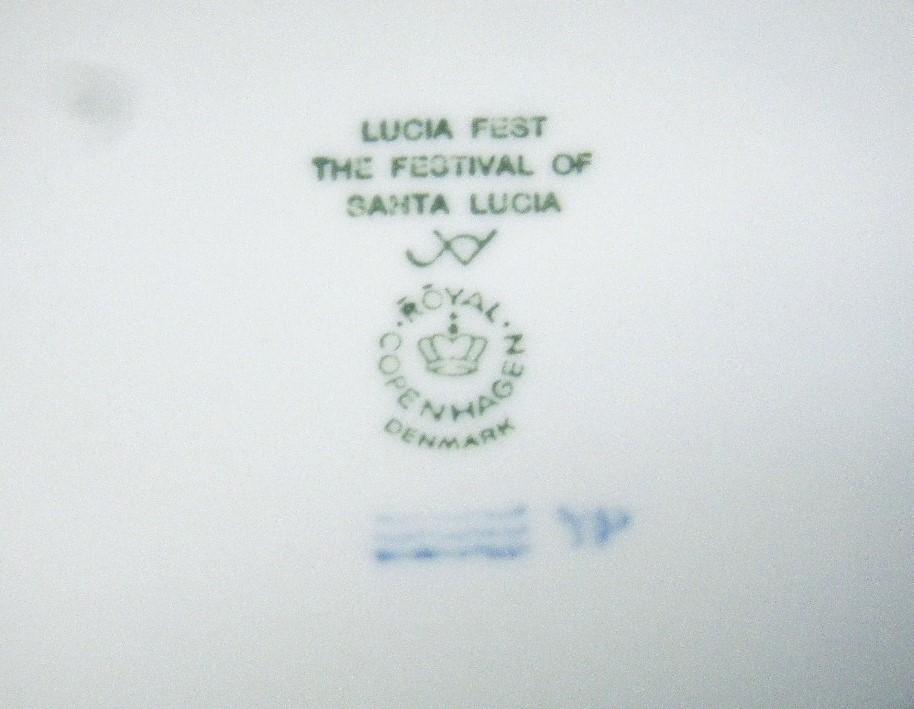 LUCIA FEST
THE FESTIVAL OF
SANTA LUCIA
ROYAL
COPENHAGEN
DENMARK